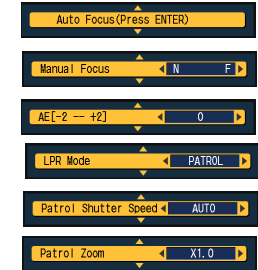 Auto Focus(Press ENTER)
Manual Focus N F
AE[-2 -- +2] 0
LPR Mode PATROL
Patrol Shutter Speed AUTO
Patrol Zoom X1.0